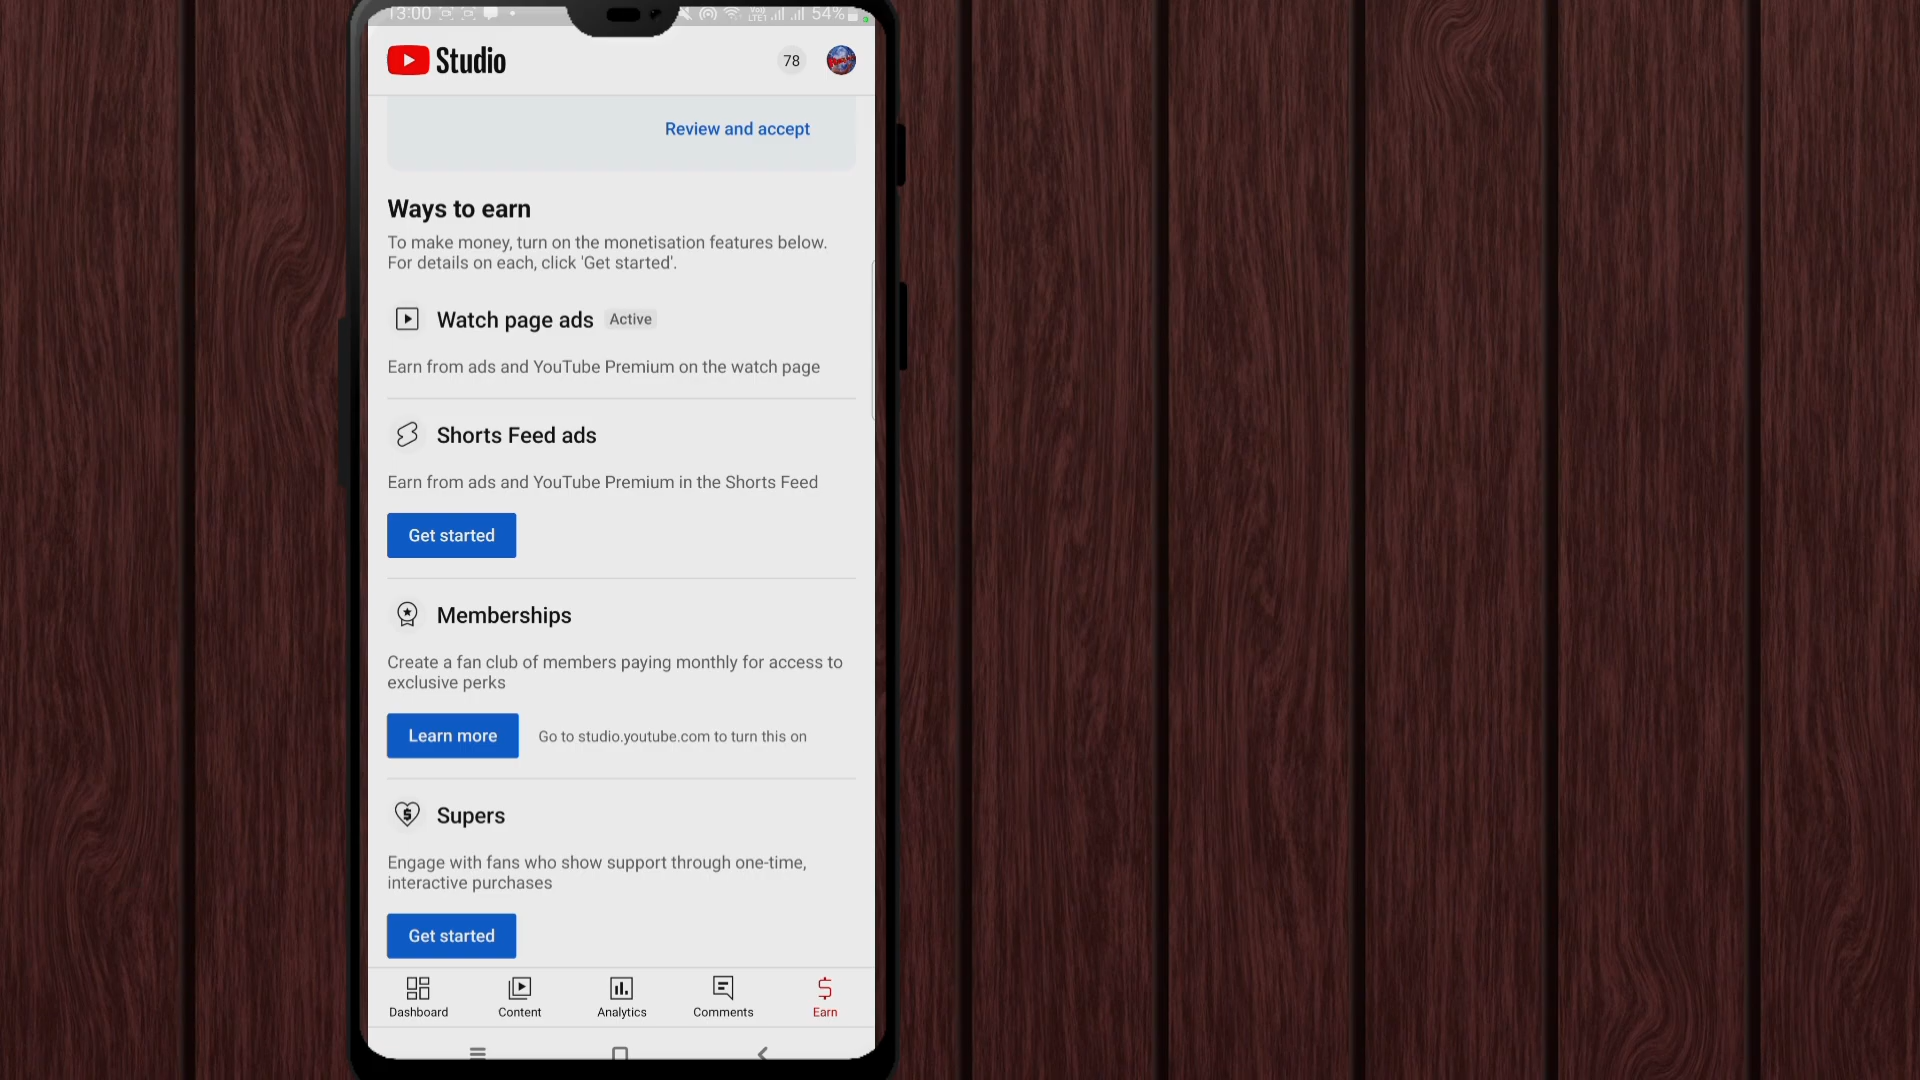 13:00 54%
Studio
78
Review and accept
Ways to earn
To make money, turn on the monetisation features below.
For details on each, click 'Get started'.
Watch page ads Active
Earn from ads and YouTube Premium on the watch page
Shorts Feed ads
Earn from ads and YouTube Premium in the Shorts Feed
Get started
Memberships
Create a fan club of members paying monthly for access to
exclusive perks
Learn more Go to studio.youtube.com to turn this on
Supers
Engage with fans who show support through one-time,
interactive purchases
Get started
Dashboard Content Analytics Comments Earn